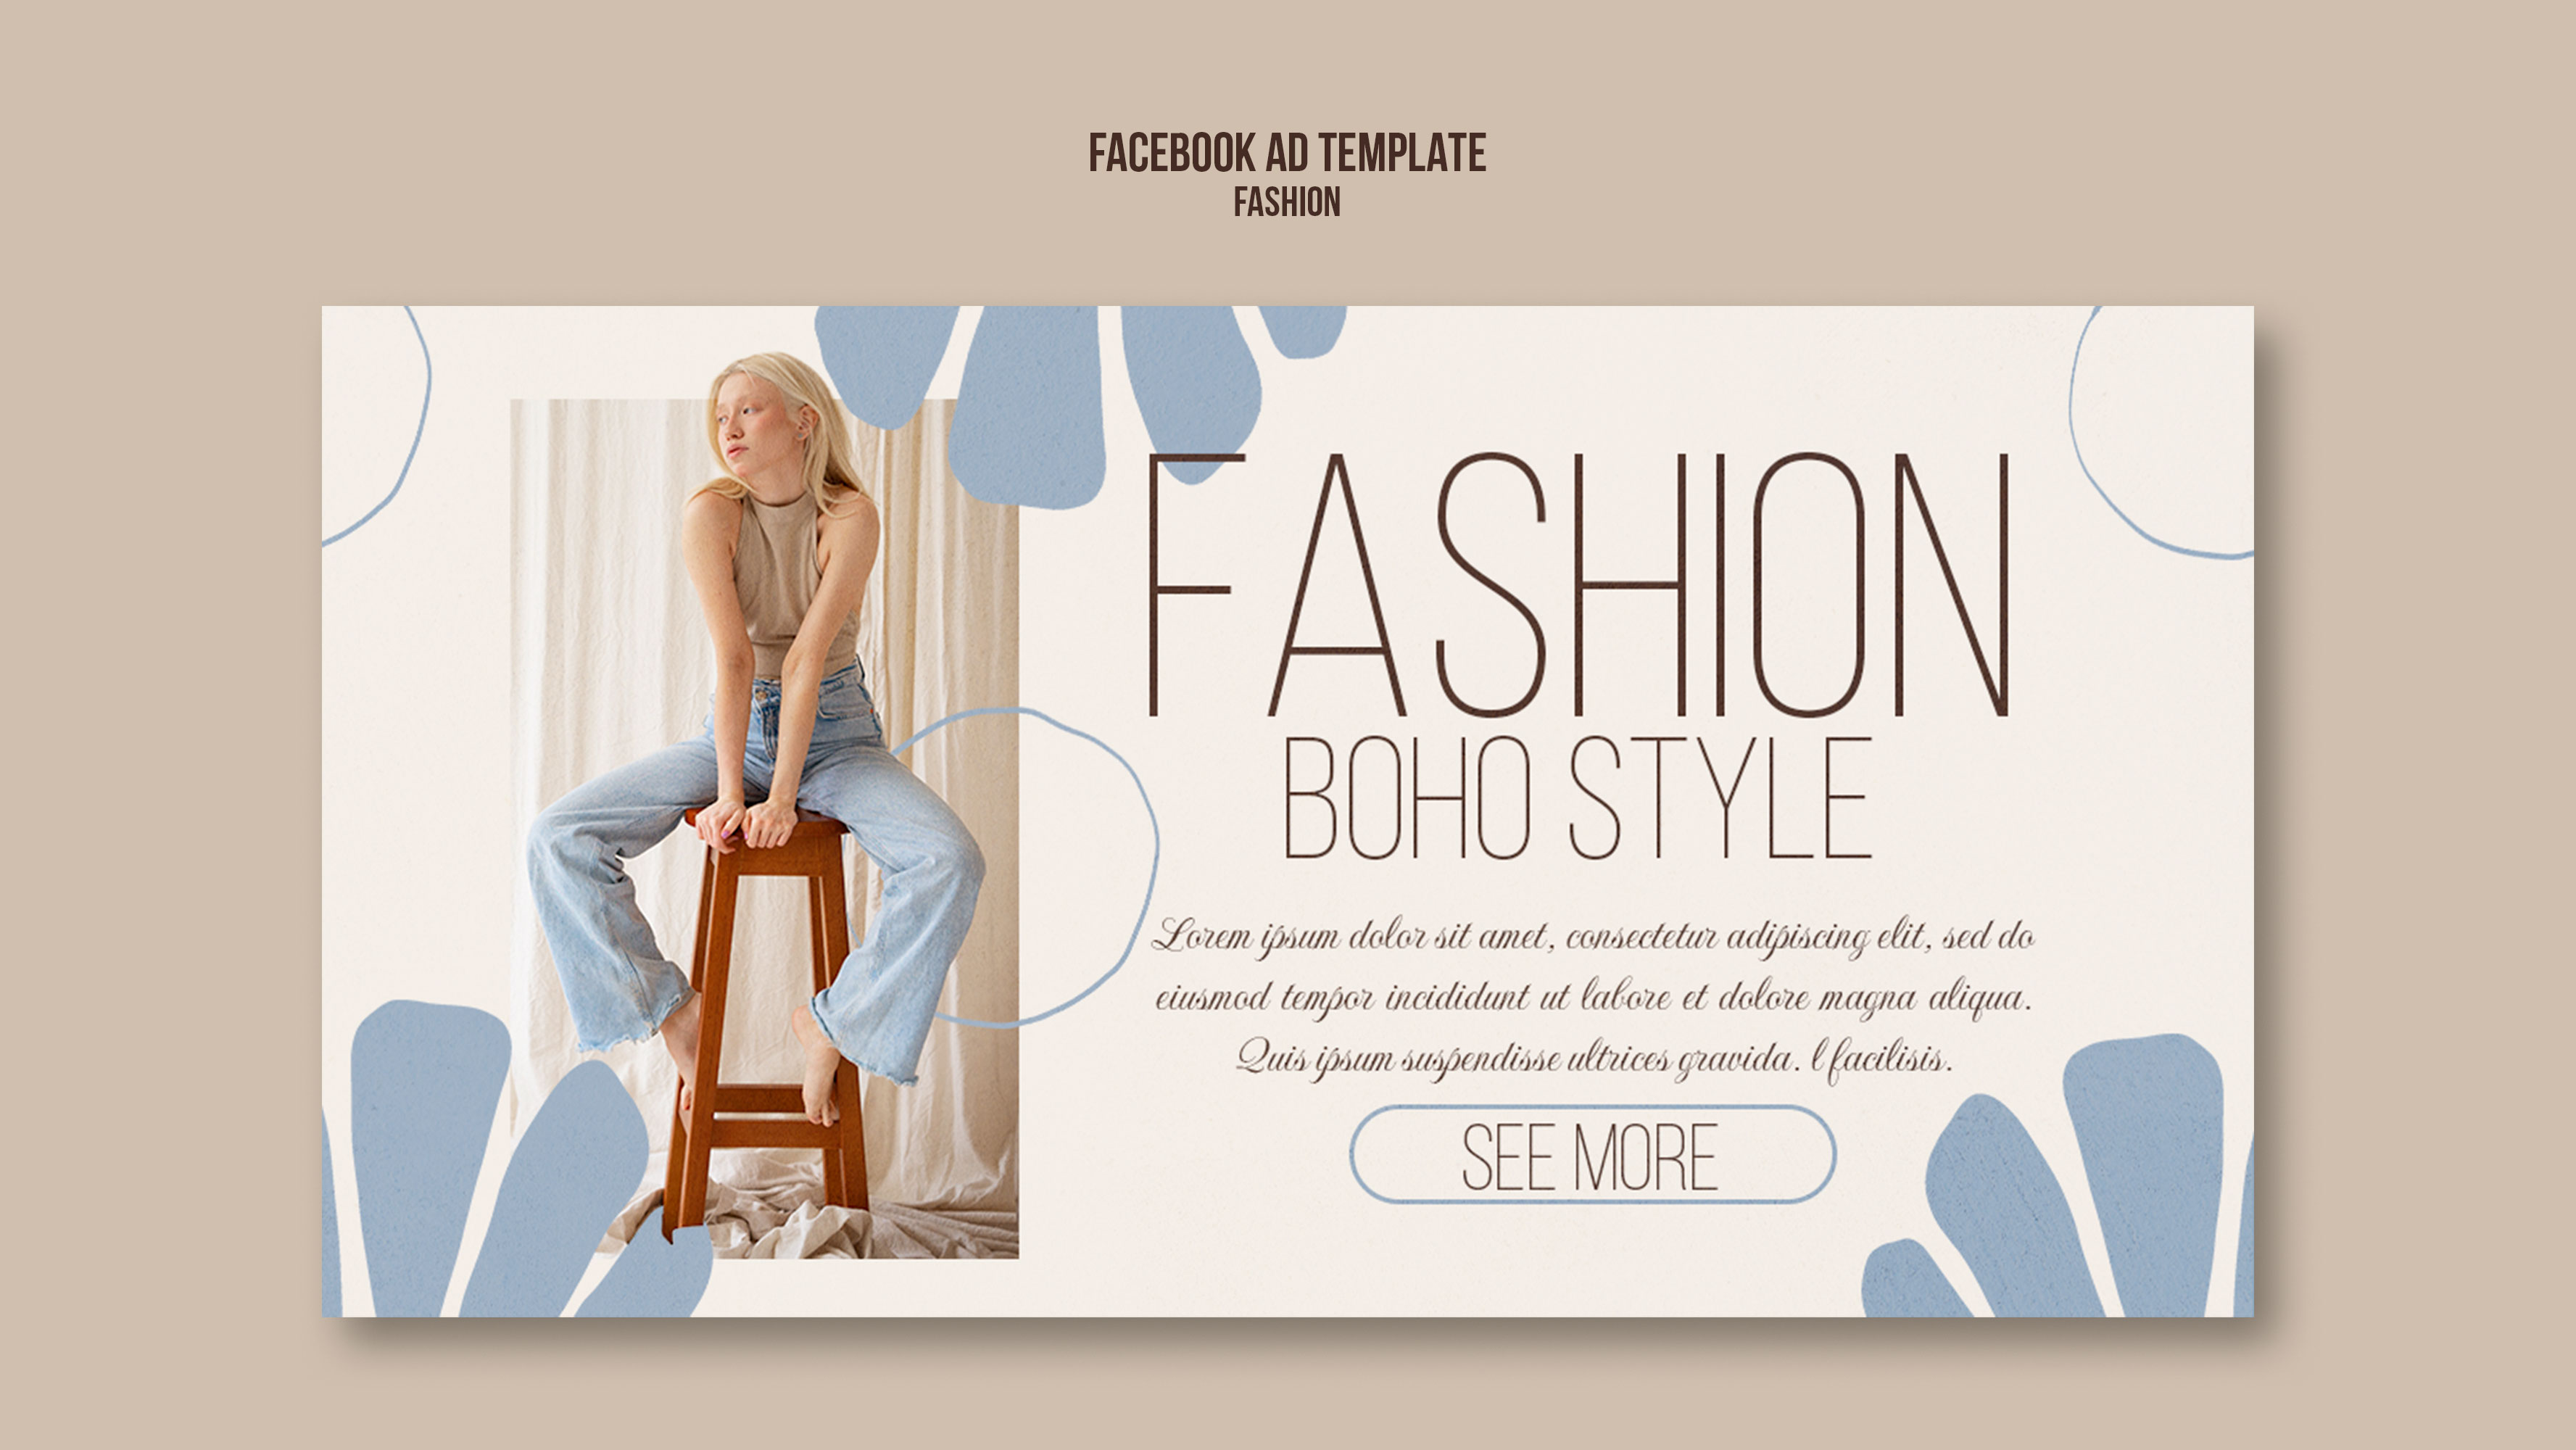 FACEBOOK AD TEMPLATE
FASHION
FASHION
BOHO STYLE
Lorem ipsum dolor sit amet, consectetur adipiscing elit, sed do
eiusmod tempor incididunt ut labore et dolore magna aliqua.
Quis ipsum suspendisse ultrices gravida. l facilisis.
SEE MORE